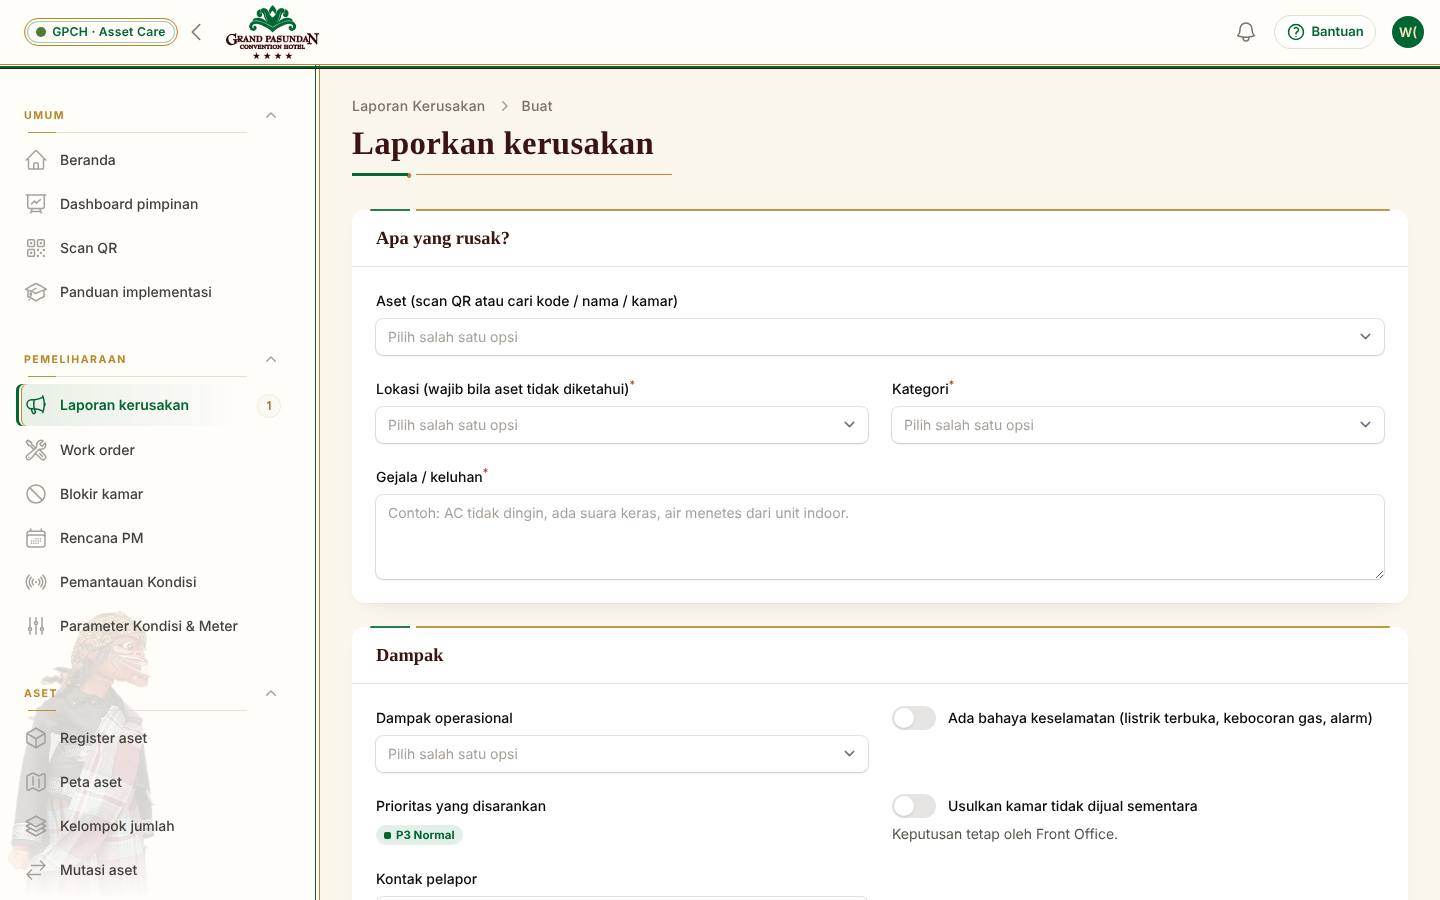 GPCH · Asset Care
GRAND PASUNDAN
CONVENTION HOTEL
Bantuan
W(
UMUM
Beranda
Dashboard pimpinan
Scan QR
Panduan implementasi
PEMELIHARAAN
Laporan kerusakan
1
Work order
Blokir kamar
Rencana PM
Pemantauan Kondisi
Parameter Kondisi & Meter
ASET
Register aset
Peta aset
Kelompok jumlah
Mutasi aset
Laporan Kerusakan > Buat
Laporkan kerusakan
Apa yang rusak?
Aset (scan QR atau cari kode / nama / kamar)
Pilih salah satu opsi
Lokasi (wajib bila aset tidak diketahui)*
Pilih salah satu opsi
Kategori*
Pilih salah satu opsi
Gejala / keluhan*
Contoh: AC tidak dingin, ada suara keras, air menetes dari unit indoor.
Dampak
Dampak operasional
Pilih salah satu opsi
Ada bahaya keselamatan (listrik terbuka, kebocoran gas, alarm)
Prioritas yang disarankan
P3 Normal
Usulkan kamar tidak dijual sementara
Keputusan tetap oleh Front Office.
Kontak pelapor